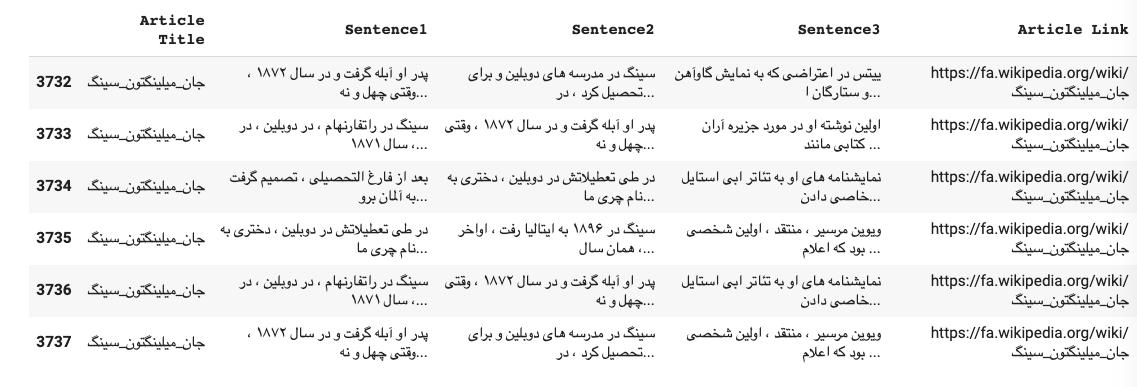 Article Title Sentence1 Sentence2 Sentence3 Article Link
3732 جان_میلینگتون_سینگ پدر او آبله گرفت و در سال ۱۸۷۲ ، وقتی چهل و نه... سینگ در مدرسه های دوبلین و برای تحصیل کرد ، در... ییتس در اعتراضی که به نمایش گاوآهن و ستارگان ا... https://fa.wikipedia.org/wiki/جان_میلینگتون_سینگ
3733 جان_میلینگتون_سینگ سینگ در راتفارنهام ، در دوبلین ، در سال ۱۸۷۱ ،... پدر او آبله گرفت و در سال ۱۸۷۲ ، وقتی چهل و نه... اولین نوشته او در مورد جزیره آران کتابی مانند ... https://fa.wikipedia.org/wiki/جان_میلینگتون_سینگ
3734 جان_میلینگتون_سینگ بعد از فارغ التحصیلی ، تصمیم گرفت به آلمان برو... در طی تعطیلاتش در دوبلین ، دختری به نام چری ما... نمایشنامه های او به تئاتر ابی استایل خاصی دادن... https://fa.wikipedia.org/wiki/جان_میلینگتون_سینگ
3735 جان_میلینگتون_سینگ در طی تعطیلاتش در دوبلین ، دختری به نام چری ما... سینگ در ۱۸۹۶ به ایتالیا رفت ، اواخر همان سال ،... ویوین مرسیر ، منتقد ، اولین شخصی بود که اعلام ... https://fa.wikipedia.org/wiki/جان_میلینگتون_سینگ
3736 جان_میلینگتون_سینگ سینگ در راتفارنهام ، در دوبلین ، در سال ۱۸۷۱ ،... پدر او آبله گرفت و در سال ۱۸۷۲ ، وقتی چهل و نه... نمایشنامه های او به تئاتر ابی استایل خاصی دادن... https://fa.wikipedia.org/wiki/جان_میلینگتون_سینگ
3737 جان_میلینگتون_سینگ پدر او آبله گرفت و در سال ۱۸۷۲ ، وقتی چهل و نه... سینگ در مدرسه های دوبلین و برای تحصیل کرد ، در... ویوین مرسیر ، منتقد ، اولین شخصی بود که اعلام ... https://fa.wikipedia.org/wiki/جان_میلینگتون_سینگ